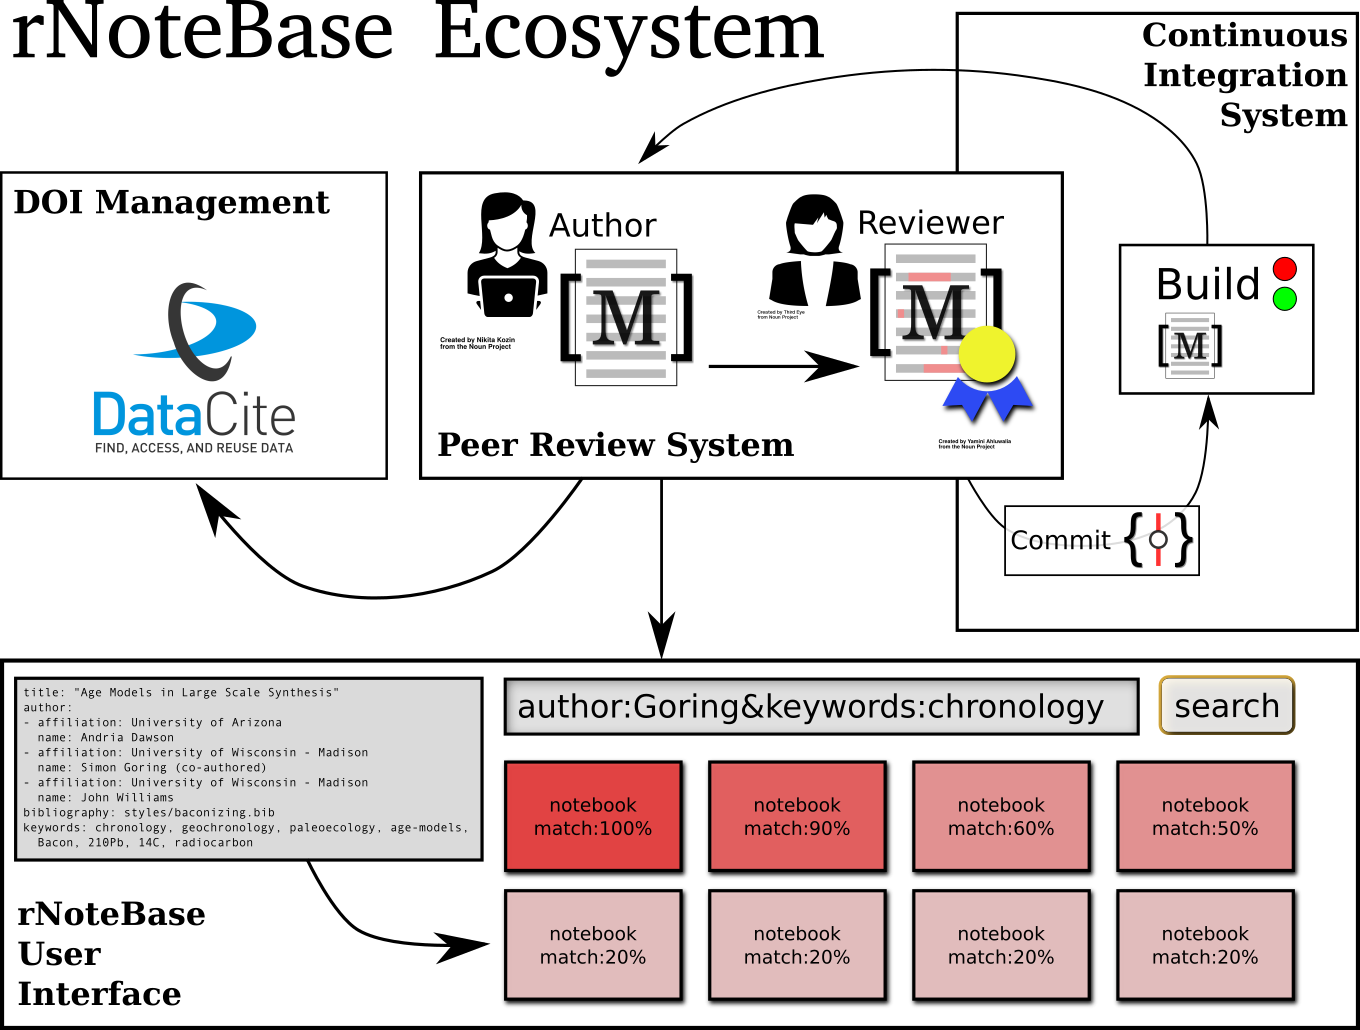 rNoteBase Ecosystem
Continuous
Integration
System
DOI Management
DataCite
FIND, ACCESS, AND REUSE DATA
Author
M
Created by Nikita Kozin
from the Noun Project
Reviewer
M
Created by Third Eye
from Noun Project
Created by Yamini Ahluwalia
from the Noun Project
Peer Review System
Build
M
Commit { }
title: "Age Models in Large Scale Synthesis"
author:
- affiliation: University of Arizona
name: Andria Dawson
- affiliation: University of Wisconsin - Madison
name: Simon Goring (co-authored)
- affiliation: University of Wisconsin - Madison
name: John Williams
bibliography: styles/baconizing.bib
keywords: chronology, geochronology, paleoecology, age-models,
Bacon, 210Pb, 14C, radiocarbon
rNoteBase
User
Interface
author:Goring&keywords:chronology
search
notebook
match:100%
notebook
match:90%
notebook
match:60%
notebook
match:50%
notebook
match:20%
notebook
match:20%
notebook
match:20%
notebook
match:20%